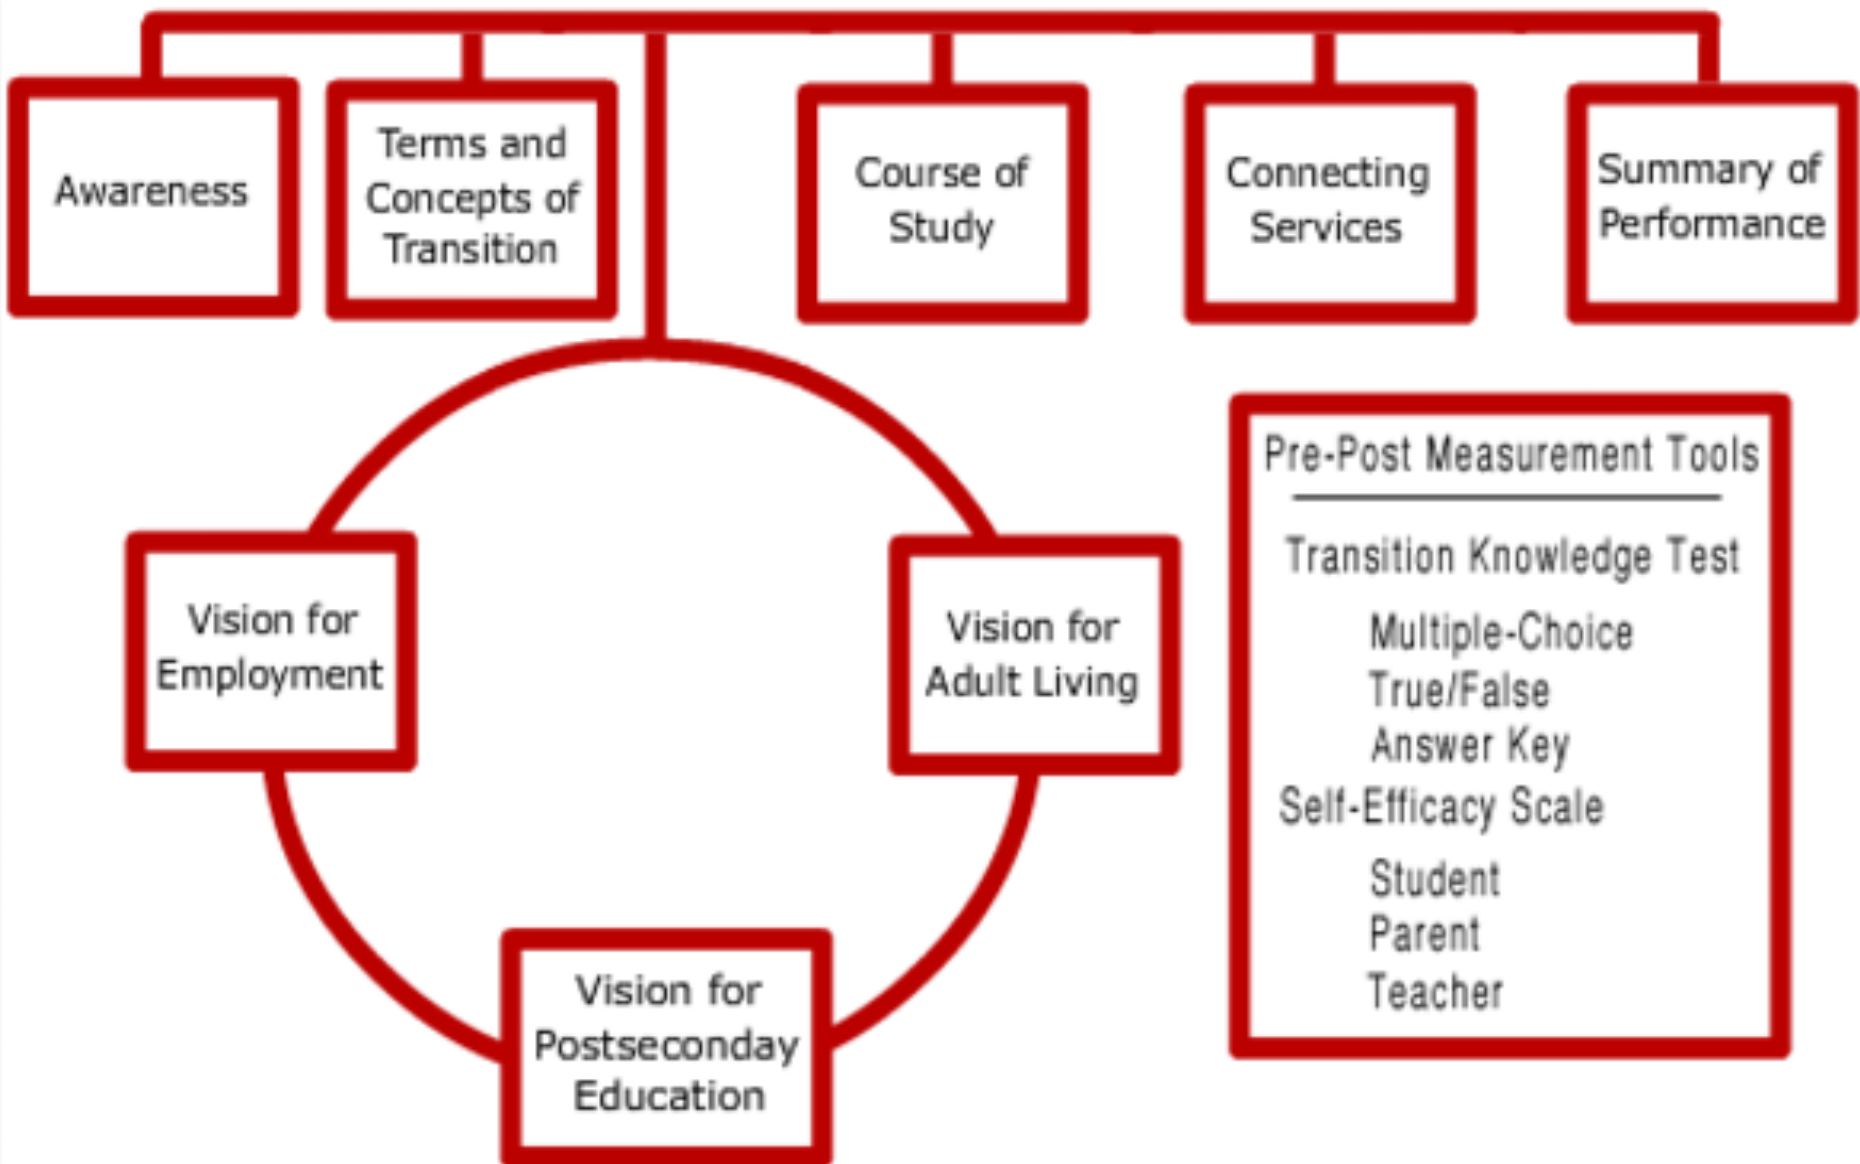 Awareness
Terms and
Concepts of
Transition
Course of
Study
Connecting
Services
Summary of
Performance
Vision for
Employment
Vision for
Adult Living
Vision for
Postseconday
Education
Pre-Post Measurement Tools
Transition Knowledge Test
Multiple-Choice
True/False
Answer Key
Self-Efficacy Scale
Student
Parent
Teacher